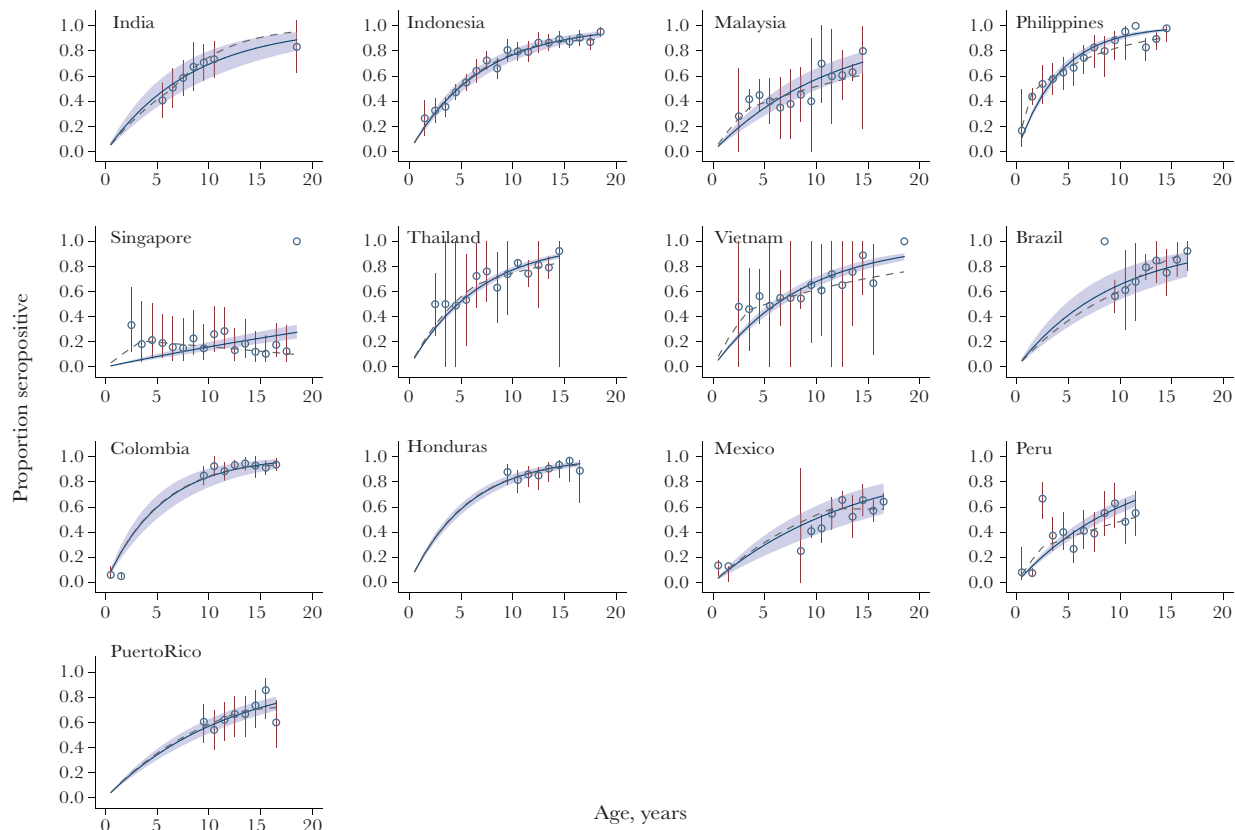 India
Indonesia
Malaysia
Philippines
1.0 1.0 1.0 1.0
0.8 0.8 0.8 0.8
0.6 0.6 0.6 0.6
0.4 0.4 0.4 0.4
0.2 0.2 0.2 0.2
0.0 0.0 0.0 0.0
0 5 10 15 20 0 5 10 15 20 0 5 10 15 20 0 5 10 15 20
Singapore
Thailand
Vietnam
Brazil
1.0 1.0 1.0 1.0
0.8 0.8 0.8 0.8
0.6 0.6 0.6 0.6
0.4 0.4 0.4 0.4
0.2 0.2 0.2 0.2
0.0 0.0 0.0 0.0
0 5 10 15 20 0 5 10 15 20 0 5 10 15 20 0 5 10 15 20
Proportion seropositive
Colombia
Honduras
Mexico
Peru
1.0 1.0 1.0 1.0
0.8 0.8 0.8 0.8
0.6 0.6 0.6 0.6
0.4 0.4 0.4 0.4
0.2 0.2 0.2 0.2
0.0 0.0 0.0 0.0
0 5 10 15 20 0 5 10 15 20 0 5 10 15 20 0 5 10 15 20
PuertoRico
1.0
0.8
0.6
0.4
0.2
0.0
0 5 10 15 20
Age, years